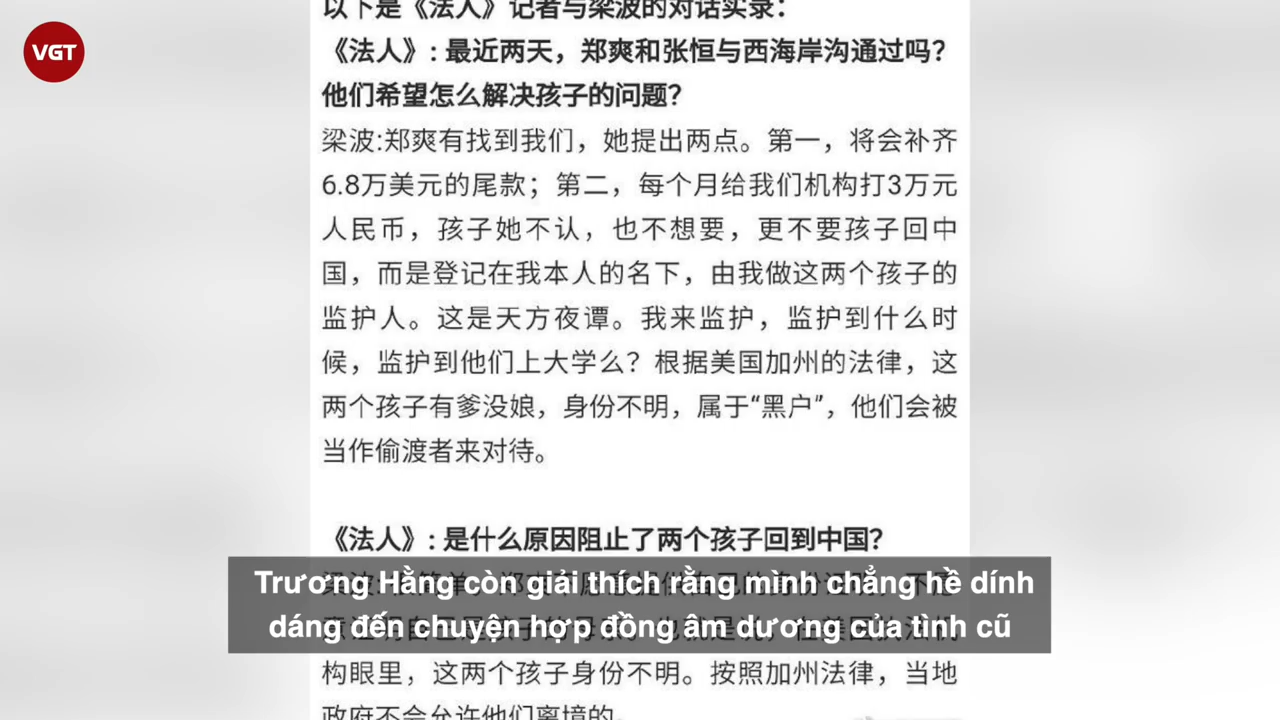 以下是《法人》记者与梁波的对话实录：
VGT
《法人》：最近两天，郑爽和张恒与西海岸沟通过吗？
他们希望怎么解决孩子的问题？
梁波:郑爽有找到我们，她提出两点。第一，将会补齐
6.8万美元的尾款；第二，每个月给我们机构打3万元
人民币，孩子她不认，也不想要，更不要孩子回中
国，而是登记在我本人的名下，由我做这两个孩子的
监护人。这是天方夜谭。我来监护，监护到什么时
候，监护到他们上大学么？根据美国加州的法律，这
两个孩子有爹没娘，身份不明，属于“黑户”，他们会被
当作偷渡者来对待。
《法人》：是什么原因阻止了两个孩子回到中国？
Trương Hằng còn giải thích rằng mình chẳng hề dính
dáng đến chuyện hợp đồng âm dương của tình cũ
构眼里，这两个孩子身份不明。按照加州法律，当地
政府不会允许他们离境的。